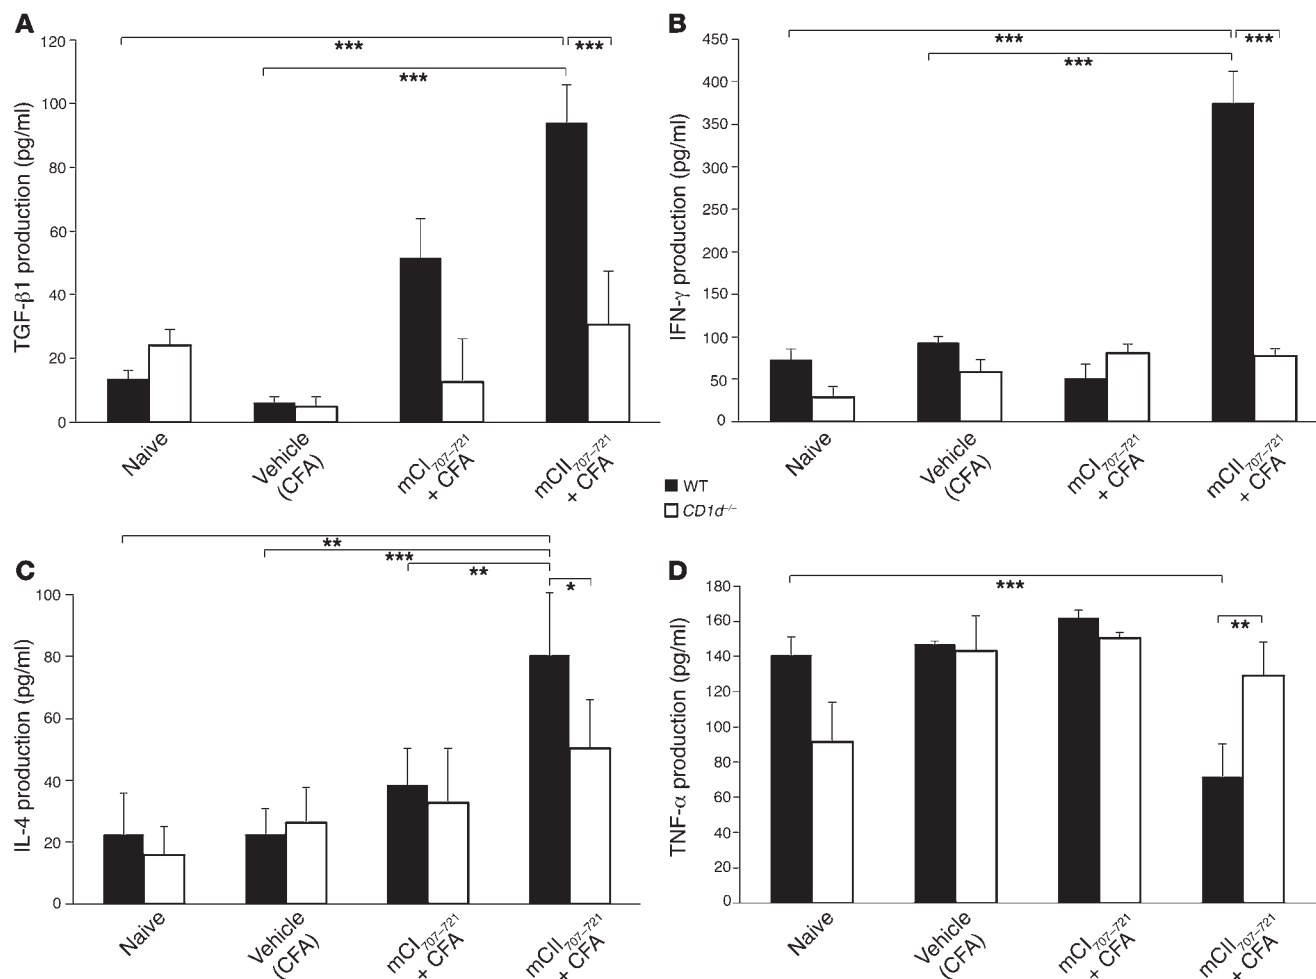 A
TGF-β1 production (pg/ml)
120
100
80
60
40
20
0
***
***
***
Naive
Vehicle
(CFA)
mCI707–721
+ CFA
mCII707–721
+ CFA
B
IFN-γ production (pg/ml)
450
400
350
300
250
200
150
100
50
0
***
***
***
Naive
Vehicle
(CFA)
mCI707–721
+ CFA
mCII707–721
+ CFA
WT
CD1d–/–
C
IL-4 production (pg/ml)
100
80
60
40
20
0
**
***
**
*
Naive
Vehicle
(CFA)
mCI707–721
+ CFA
mCII707–721
+ CFA
D
TNF-α production (pg/ml)
180
160
140
120
100
80
60
40
20
0
***
**
Naive
Vehicle
(CFA)
mCI707–721
+ CFA
mCII707–721
+ CFA